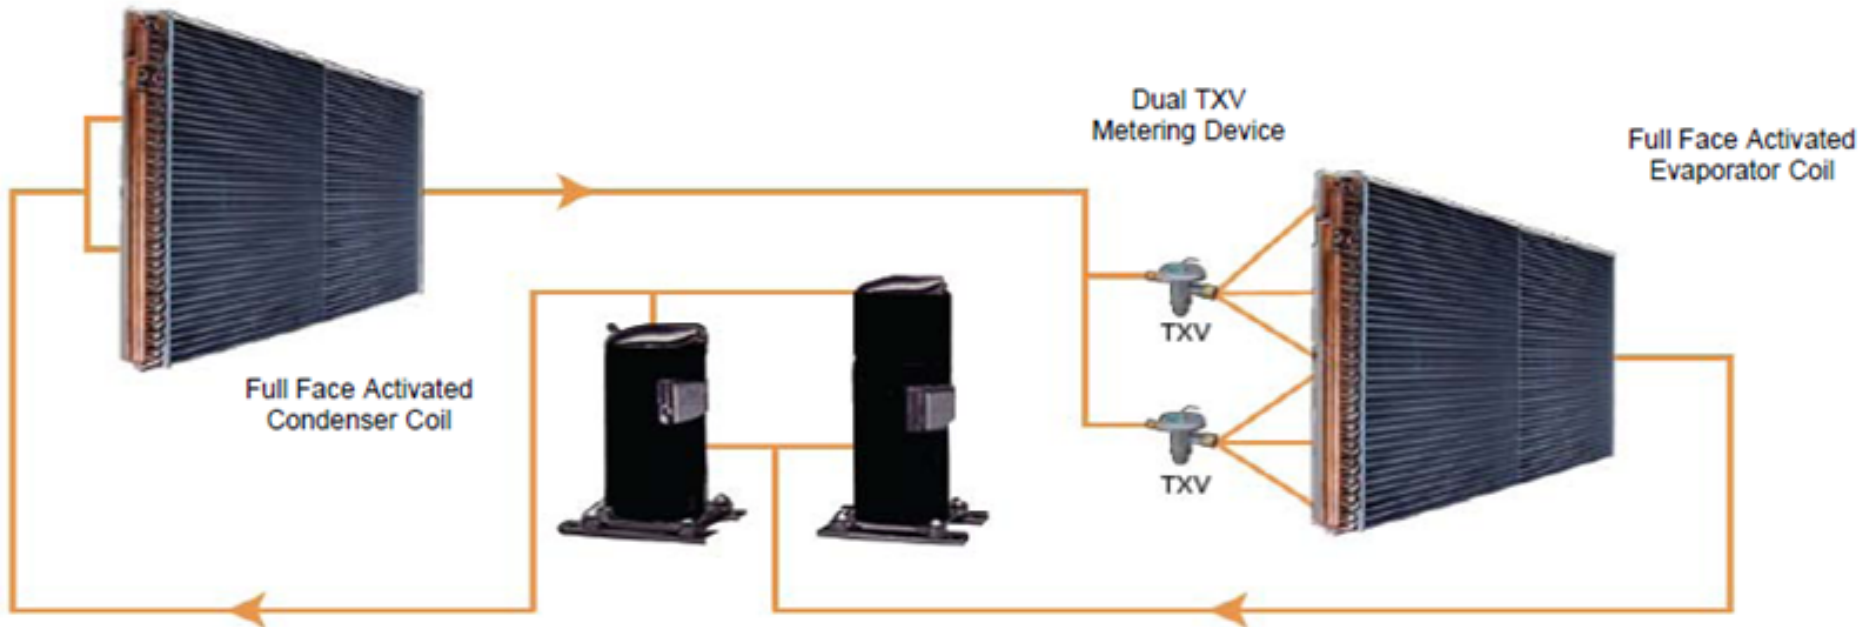 Dual TXV
Metering Device
Full Face Activated
Evaporator Coil
TXV
Full Face Activated
Condenser Coil
TXV